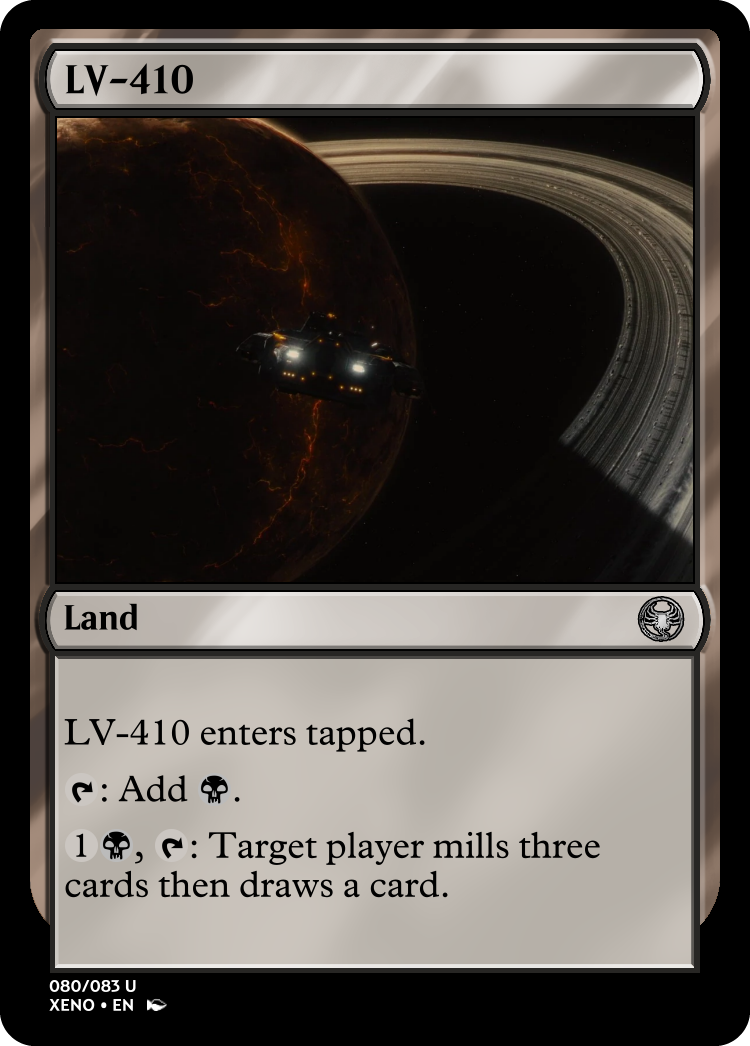 LV-410
Land
LV-410 enters tapped.
: Add .
1 , : Target player mills three
cards then draws a card.
080/083 U
XENO • EN